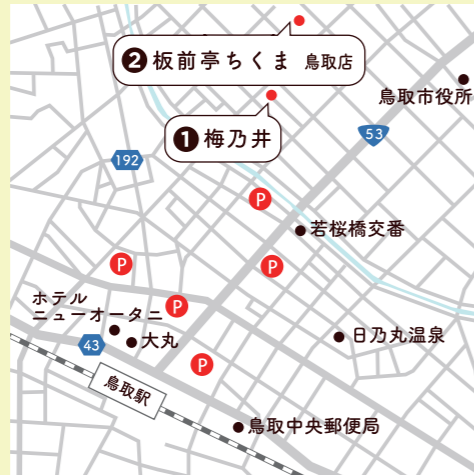 ❷板前亭ちくま 鳥取店
鳥取市役所
❶梅乃井
53
192
P
若桜橋交番
P
P
ホテル
ニューオータニ
P
大丸
日乃丸温泉
43
P
鳥取駅
鳥取中央郵便局